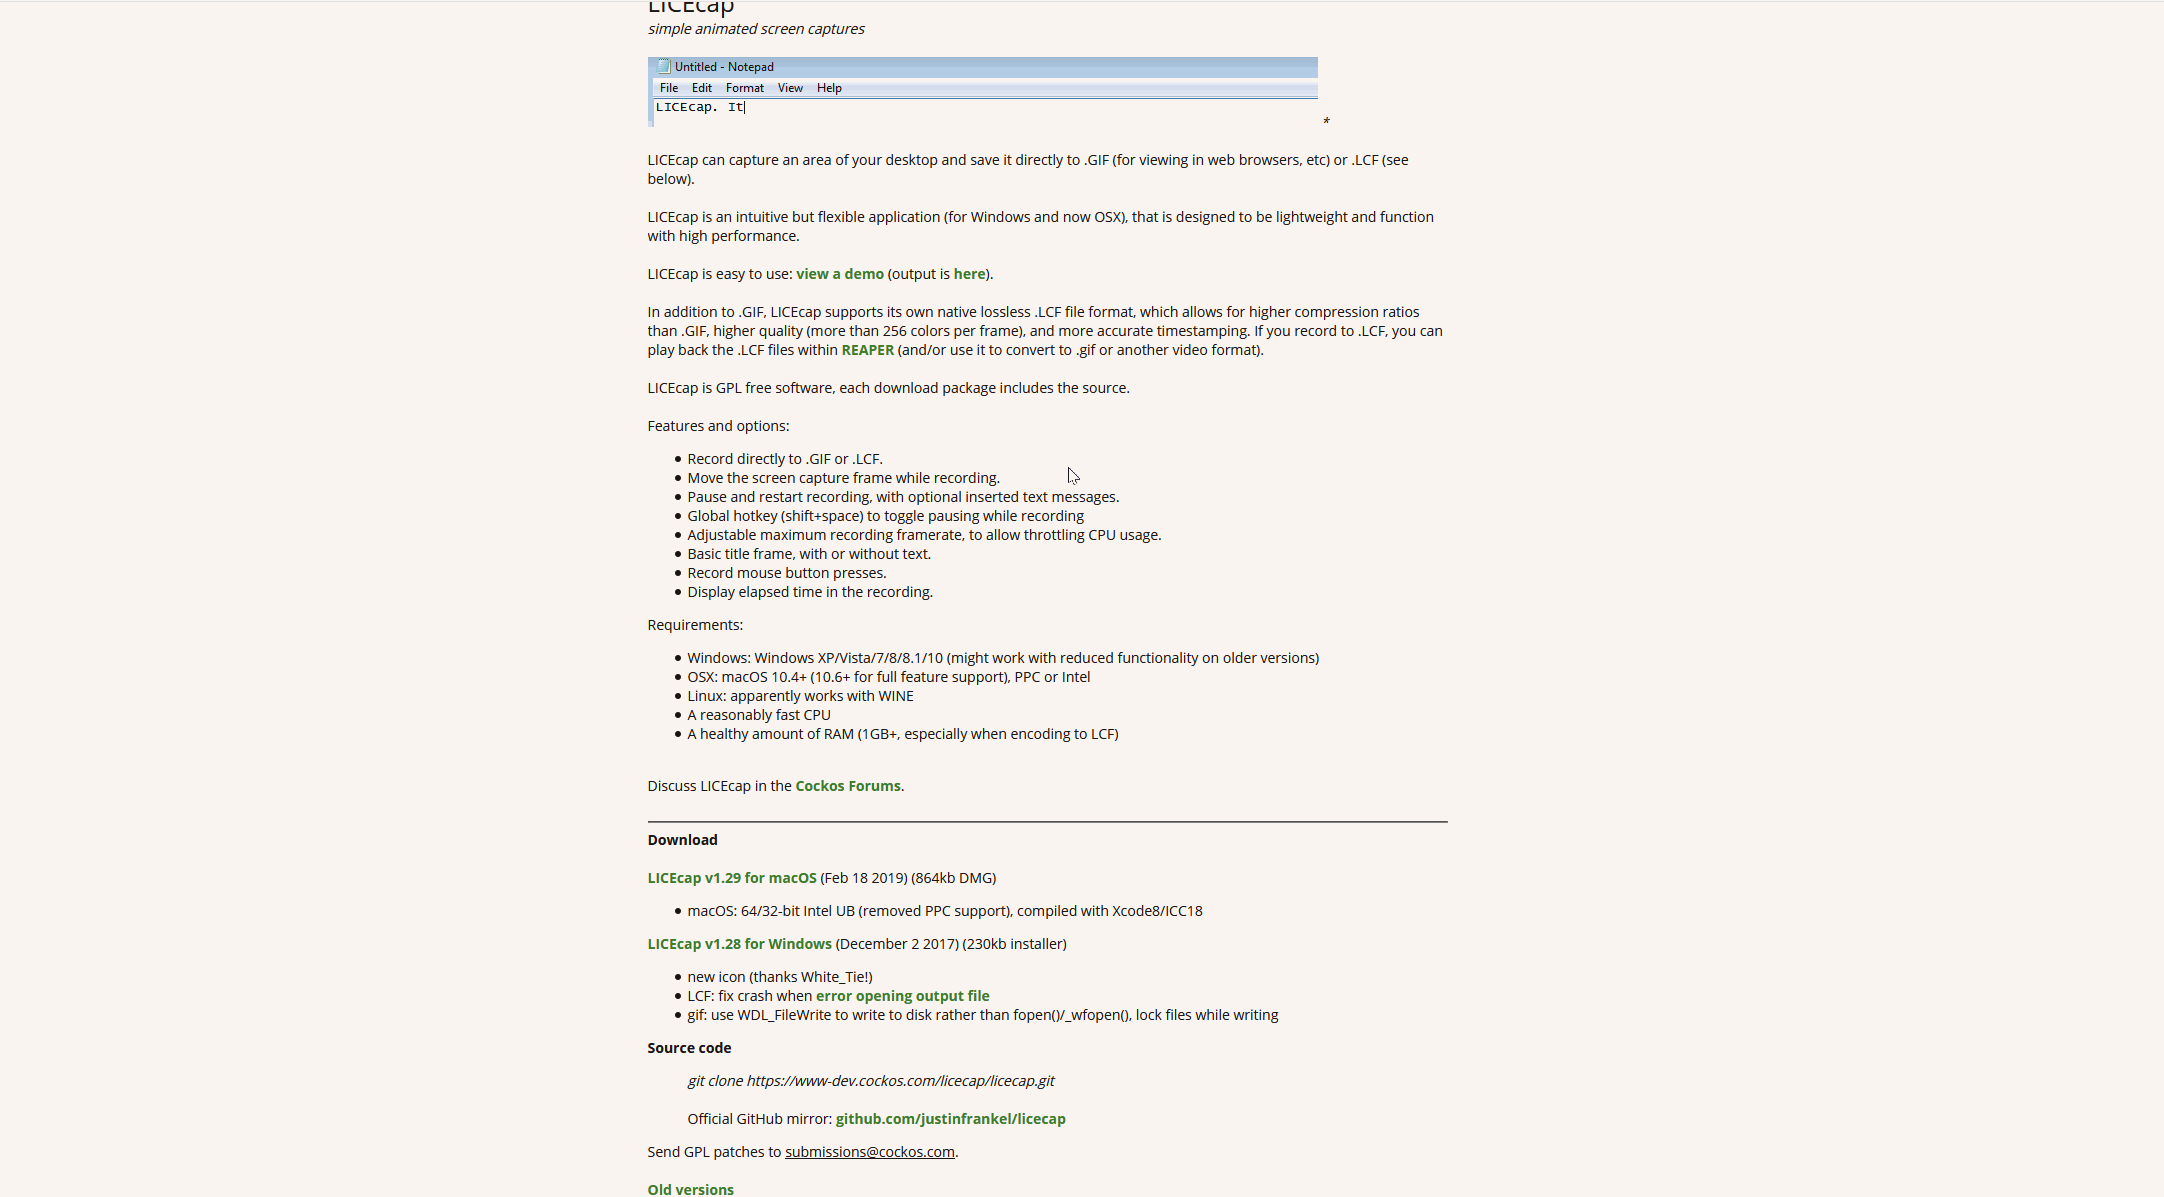 LICEcap
simple animated screen captures
Untitled - Notepad
File Edit Format View Help
LICEcap. It
*
LICEcap can capture an area of your desktop and save it directly to .GIF (for viewing in web browsers, etc) or .LCF (see
below).
LICEcap is an intuitive but flexible application (for Windows and now OSX), that is designed to be lightweight and function
with high performance.
LICEcap is easy to use: view a demo (output is here).
In addition to .GIF, LICEcap supports its own native lossless .LCF file format, which allows for higher compression ratios
than .GIF, higher quality (more than 256 colors per frame), and more accurate timestamping. If you record to .LCF, you can
play back the .LCF files within REAPER (and/or use it to convert to .gif or another video format).
LICEcap is GPL free software, each download package includes the source.
Features and options:
• Record directly to .GIF or .LCF.
• Move the screen capture frame while recording.
• Pause and restart recording, with optional inserted text messages.
• Global hotkey (shift+space) to toggle pausing while recording
• Adjustable maximum recording framerate, to allow throttling CPU usage.
• Basic title frame, with or without text.
• Record mouse button presses.
• Display elapsed time in the recording.
Requirements:
• Windows: Windows XP/Vista/7/8/8.1/10 (might work with reduced functionality on older versions)
• OSX: macOS 10.4+ (10.6+ for full feature support), PPC or Intel
• Linux: apparently works with WINE
• A reasonably fast CPU
• A healthy amount of RAM (1GB+, especially when encoding to LCF)
Discuss LICEcap in the Cockos Forums.
Download
LICEcap v1.29 for macOS (Feb 18 2019) (864kb DMG)
• macOS: 64/32-bit Intel UB (removed PPC support), compiled with Xcode8/ICC18
LICEcap v1.28 for Windows (December 2 2017) (230kb installer)
• new icon (thanks White_Tie!)
• LCF: fix crash when error opening output file
• gif: use WDL_FileWrite to write to disk rather than fopen()/_wfopen(), lock files while writing
Source code
git clone https://www-dev.cockos.com/licecap/licecap.git
Official GitHub mirror: github.com/justinfrankel/licecap
Send GPL patches to submissions@cockos.com.
Old versions